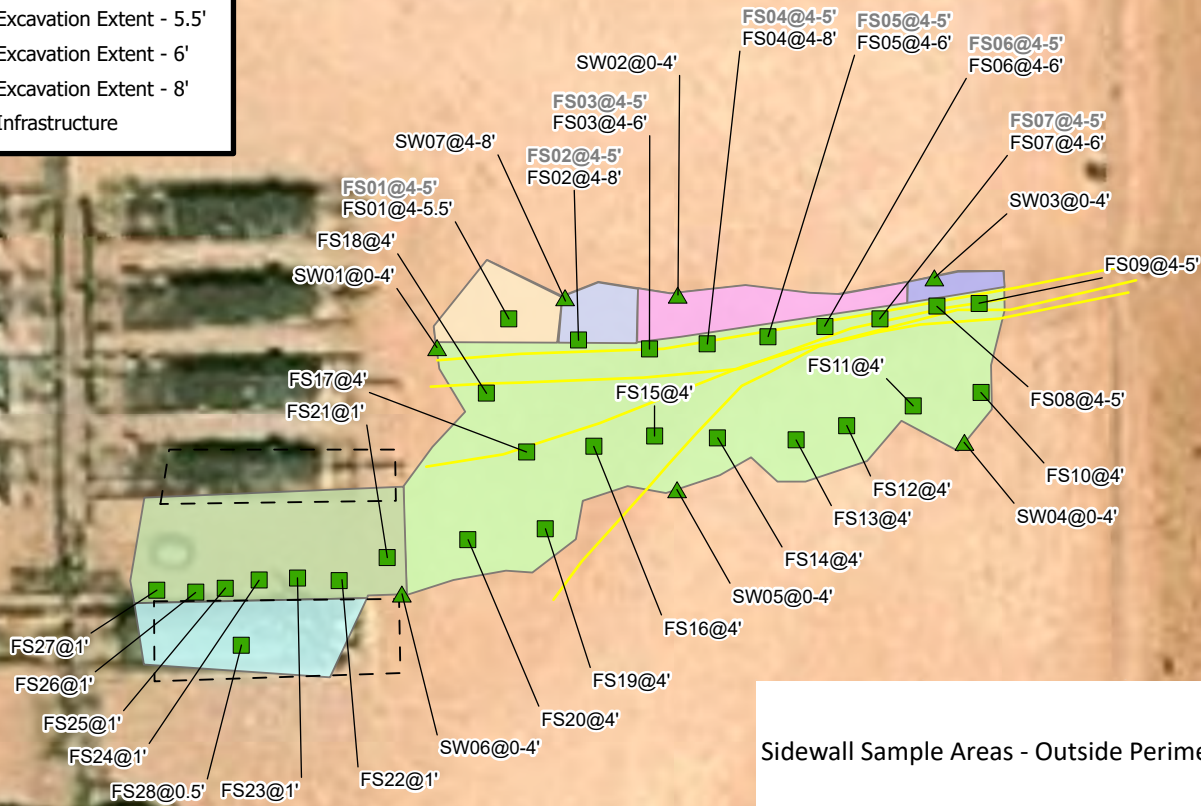 Excavation Extent - 5.5'
Excavation Extent - 6'
Excavation Extent - 8'
Infrastructure
FS04@4-5'
FS04@4-8'
FS05@4-5'
FS05@4-6'
FS06@4-5'
FS06@4-6'
SW02@0-4'
FS03@4-5'
FS03@4-6'
FS07@4-5'
FS07@4-6'
SW07@4-8'
FS02@4-5'
FS02@4-8'
FS01@4-5'
FS01@4-5.5'
SW03@0-4'
FS18@4'
SW01@0-4'
FS09@4-5'
FS17@4'
FS15@4'
FS11@4'
FS21@1'
FS08@4-5'
FS10@4'
FS12@4'
SW04@0-4'
FS13@4'
FS14@4'
SW05@0-4'
FS16@4'
FS27@1'
FS26@1'
FS19@4'
FS25@1'
FS20@4'
FS24@1'
SW06@0-4'
FS28@0.5'
FS23@1'
FS22@1'
Sidewall Sample Areas - Outside